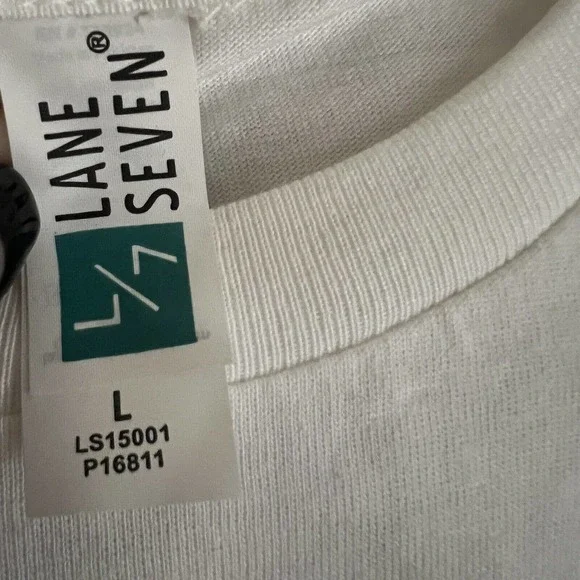 LANE
SEVEN®
L/7
L
LS15001
P16811